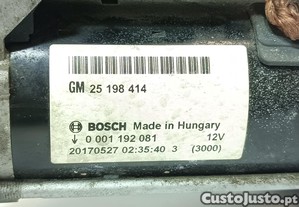 GM 25 198 414
BOSCH Made in Hungary
↓ 0 001 192 081 12V
20170527 02:35:40 3 (3000)
CustoJusto.pt